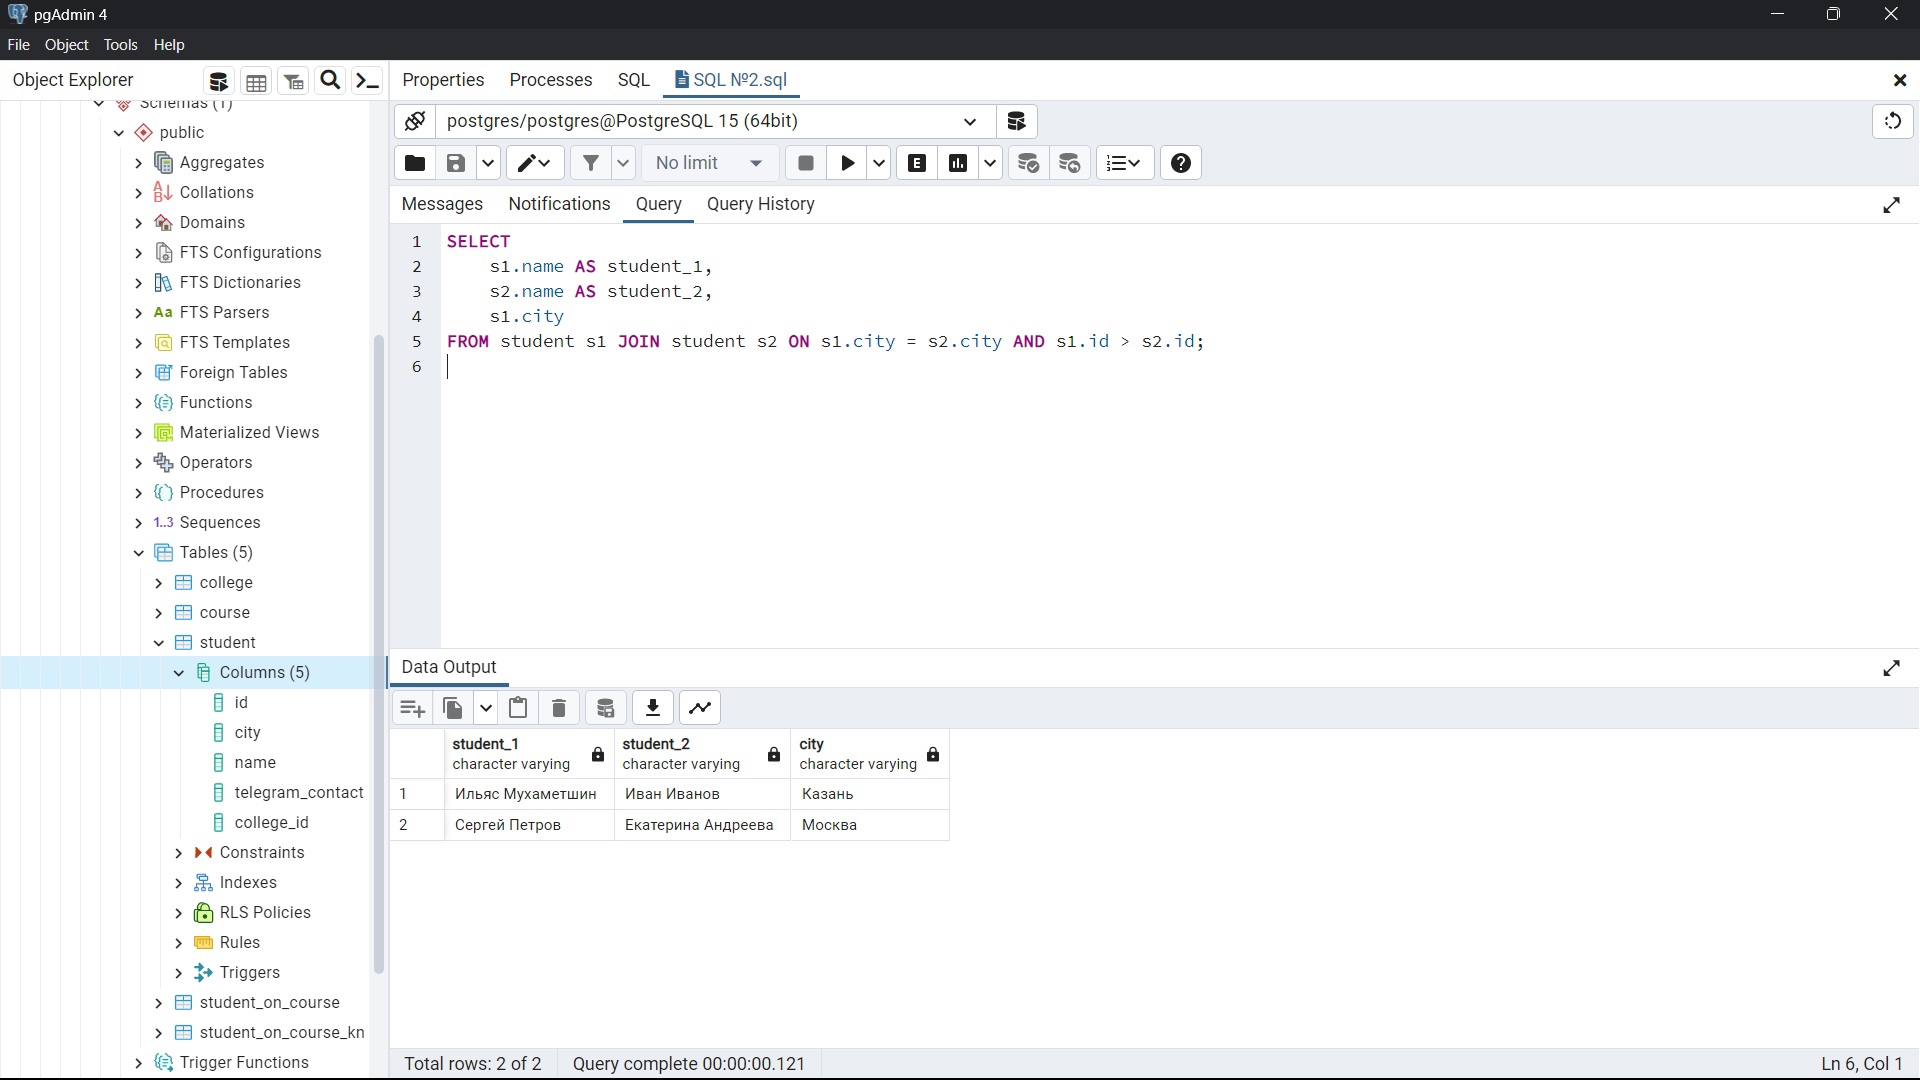 pgAdmin 4
File Object Tools Help
Object Explorer
Properties Processes SQL SQL №2.sql
Schemas (1)
public
Aggregates
Collations
Domains
FTS Configurations
FTS Dictionaries
Aa FTS Parsers
FTS Templates
Foreign Tables
Functions
Materialized Views
Operators
Procedures
1..3 Sequences
Tables (5)
college
course
student
Columns (5)
id
city
name
telegram_contact
college_id
Constraints
Indexes
RLS Policies
Rules
Triggers
student_on_course
student_on_course_kn
Trigger Functions
postgres/postgres@PostgreSQL 15 (64bit)
No limit
E
Messages Notifications Query Query History
1 SELECT
2 s1.name AS student_1,
3 s2.name AS student_2,
4 s1.city
5 FROM student s1 JOIN student s2 ON s1.city = s2.city AND s1.id > s2.id;
6
Data Output
student_1 student_2 city
character varying character varying character varying
1 Ильяс Мухаметшин Иван Иванов Казань
2 Сергей Петров Екатерина Андреева Москва
Total rows: 2 of 2 Query complete 00:00:00.121 Ln 6, Col 1